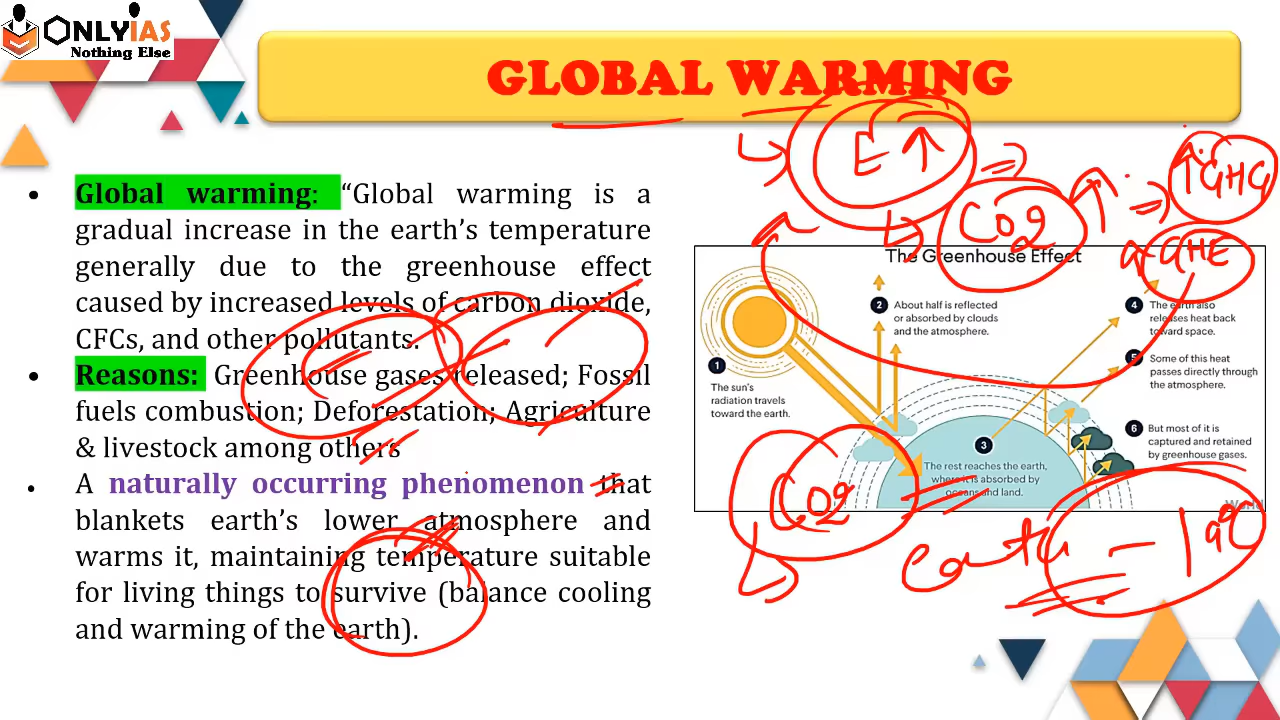 ONLYIAS
Nothing Else
GLOBAL WARMING
• Global warming: “Global warming is a
gradual increase in the earth’s temperature
generally due to the greenhouse effect
caused by increased levels of carbon dioxide,
CFCs, and other pollutants.
• Reasons: Greenhouse gases released; Fossil
fuels combustion; Deforestation; Agriculture
& livestock among others
• A naturally occurring phenomenon that
blankets earth’s lower atmosphere and
warms it, maintaining temperature suitable
for living things to survive (balance cooling
and warming of the earth).
E ↑
CO2 ↑
↑ GHG
GHE
The Greenhouse Effect
1
The sun's
radiation travels
toward the earth.
2 About half is reflected
or absorbed by clouds
and the atmosphere.
3
The rest reaches the earth,
where it is absorbed by
oceans and land.
4 The earth also
releases heat back
toward space.
5 Some of this heat
passes directly through
the atmosphere.
6 But most of it is
captured and retained
by greenhouse gases.
CO2
earth